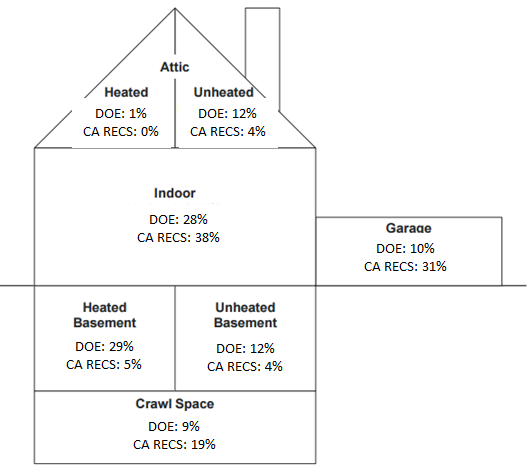 Attic
Heated
DOE: 1%
CA RECS: 0%
Unheated
DOE: 12%
CA RECS: 4%
Indoor
DOE: 28%
CA RECS: 38%
Garage
DOE: 10%
CA RECS: 31%
Heated
Basement
DOE: 29%
CA RECS: 5%
Unheated
Basement
DOE: 12%
CA RECS: 4%
Crawl Space
DOE: 9%
CA RECS: 19%